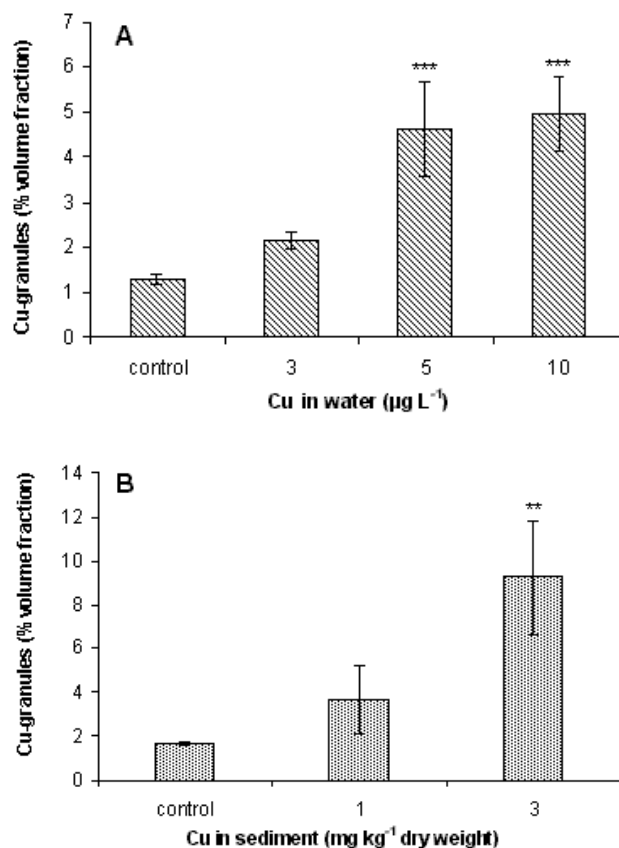 A
Cu-granules (% volume fraction)
7
6
5
4
3
2
1
0
*** ***
control 3 5 10
Cu in water (µg L⁻¹)
B
Cu-granules (% volume fraction)
14
12
10
8
6
4
2
0
**
control 1 3
Cu in sediment (mg kg⁻¹ dry weight)